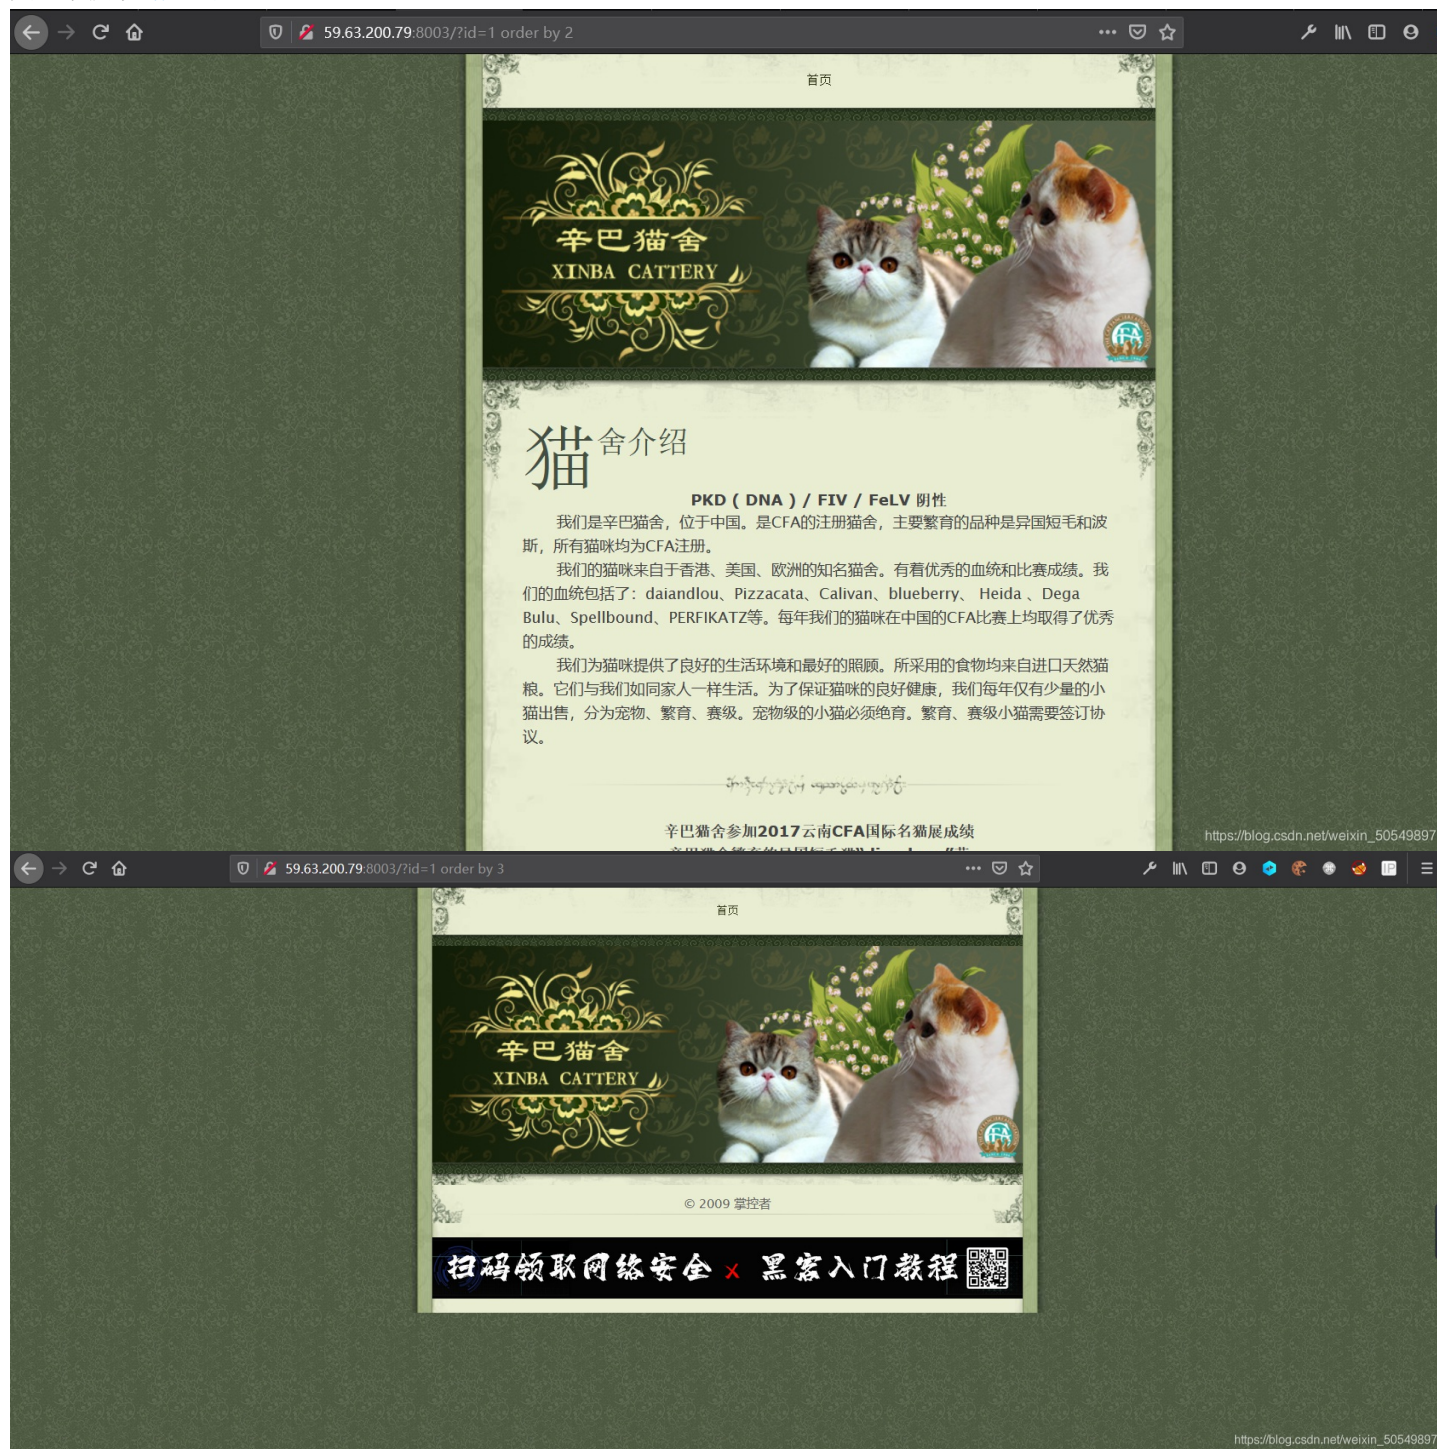 59.63.200.79:8003/?id=1 order by 2
首页
辛巴猫舍
XINBA CATTERY
猫舍介绍
PKD ( DNA ) / FIV / FeLV 阴性
我们是辛巴猫舍，位于中国。是CFA的注册猫舍，主要繁育的品种是异国短毛和波
斯，所有猫咪均为CFA注册。
我们的猫咪来自于香港、美国、欧洲的知名猫舍。有着优秀的血统和比赛成绩。我
们的血统包括了：daiandlou、Pizzacata、Calivan、blueberry、 Heida 、Dega
Bulu、Spellbound、PERFIKATZ等。每年我们的猫咪在中国的CFA比赛上均取得了优秀
的成绩。
我们为猫咪提供了良好的生活环境和最好的照顾。所采用的食物均来自进口天然猫
粮。它们与我们如同家人一样生活。为了保证猫咪的良好健康，我们每年仅有少量的小
猫出售，分为宠物、繁育、赛级。宠物级的小猫必须绝育。繁育、赛级小猫需要签订协
议。
辛巴猫舍参加2017云南CFA国际名猫展成绩
https://blog.csdn.net/weixin_50549897
59.63.200.79:8003/?id=1 order by 3
IP
首页
辛巴猫舍
XINBA CATTERY
© 2009 掌控者
扫码领取网络安全 x 黑客入门教程
https://blog.csdn.net/weixin_50549897